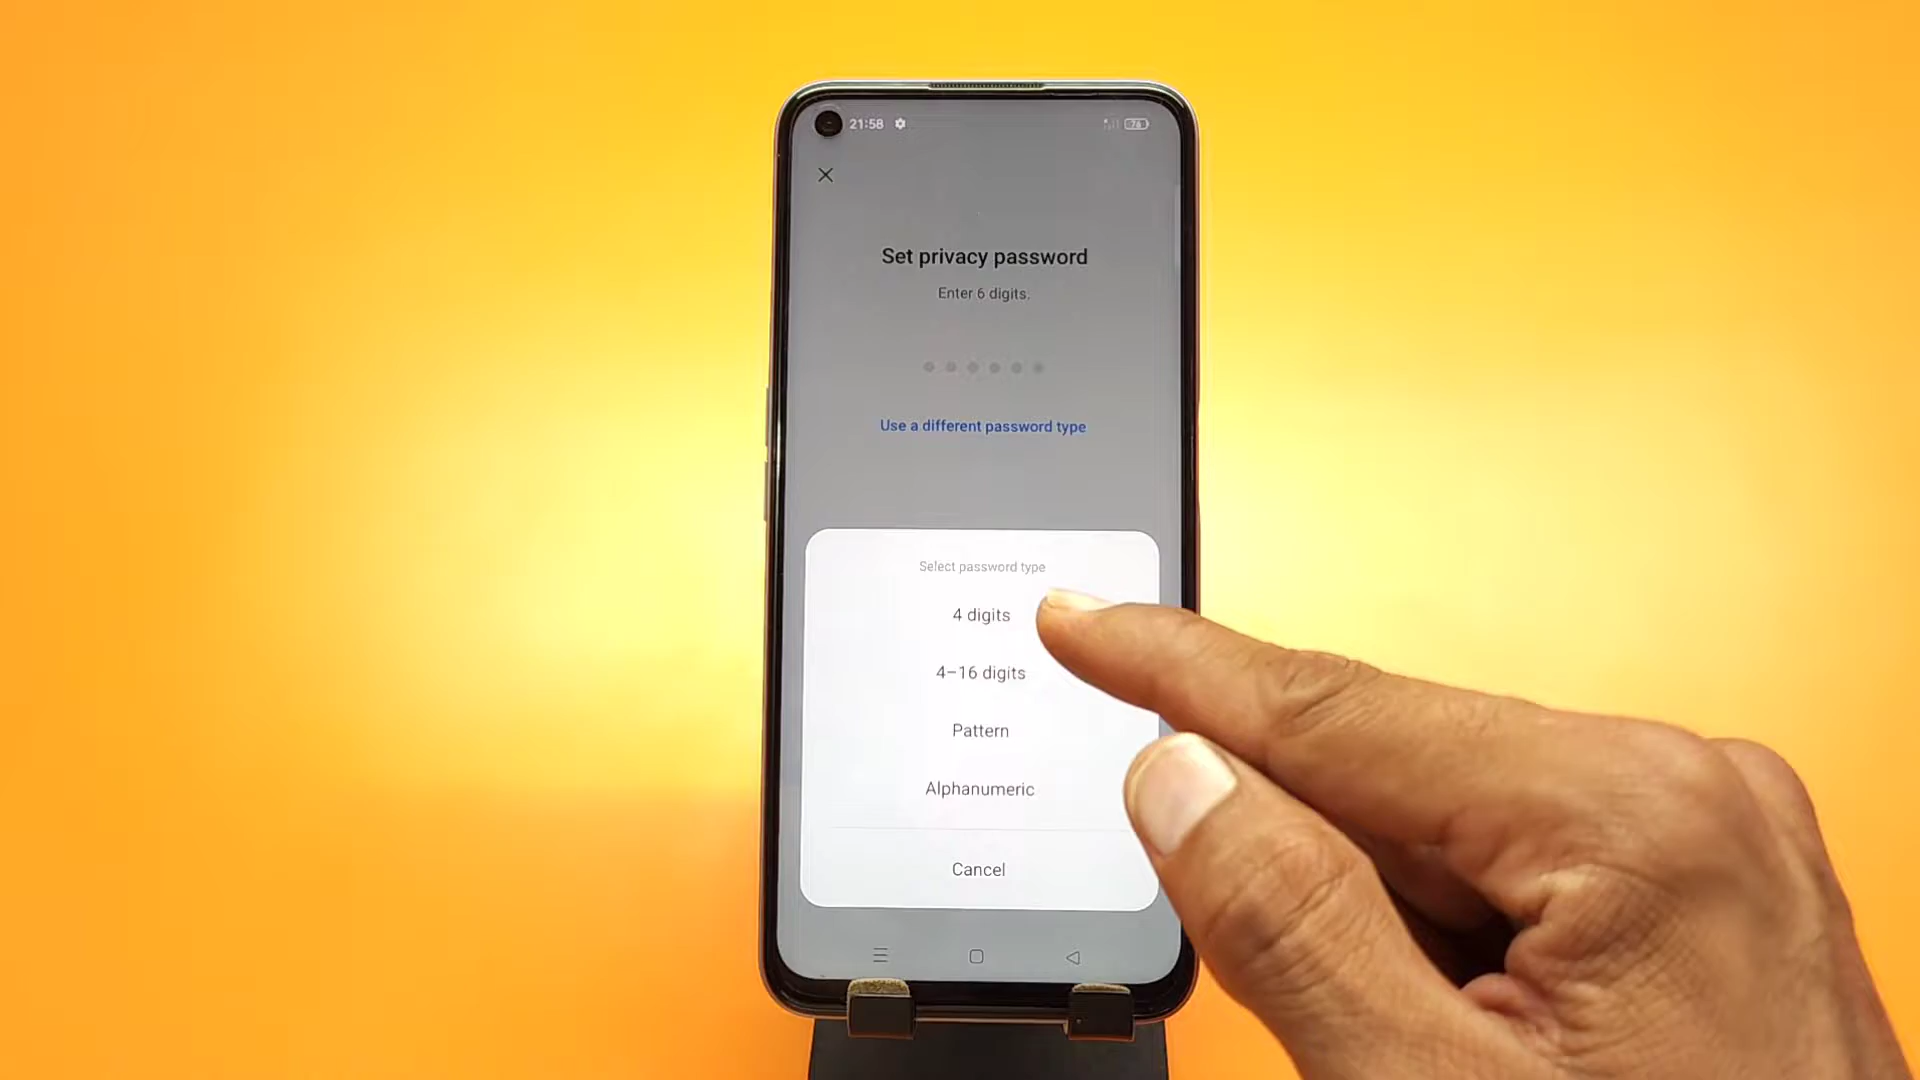 21:58
76
Set privacy password
Enter 6 digits.
Use a different password type
Select password type
4 digits
4–16 digits
Pattern
Alphanumeric
Cancel